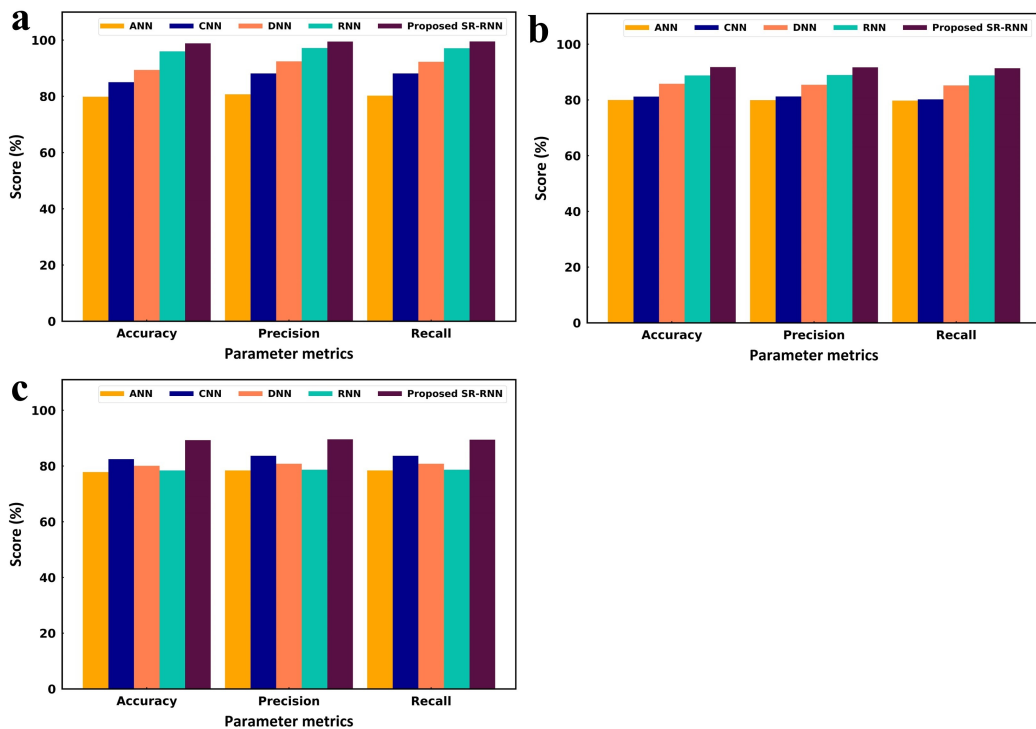 a
ANN CNN DNN RNN Proposed SR-RNN
100
80
60
40
20
0
Score (%)
Accuracy Precision Recall
Parameter metrics
b
ANN CNN DNN RNN Proposed SR-RNN
100
80
60
40
20
0
Score (%)
Accuracy Precision Recall
Parameter metrics
c
ANN CNN DNN RNN Proposed SR-RNN
100
80
60
40
20
0
Score (%)
Accuracy Precision Recall
Parameter metrics